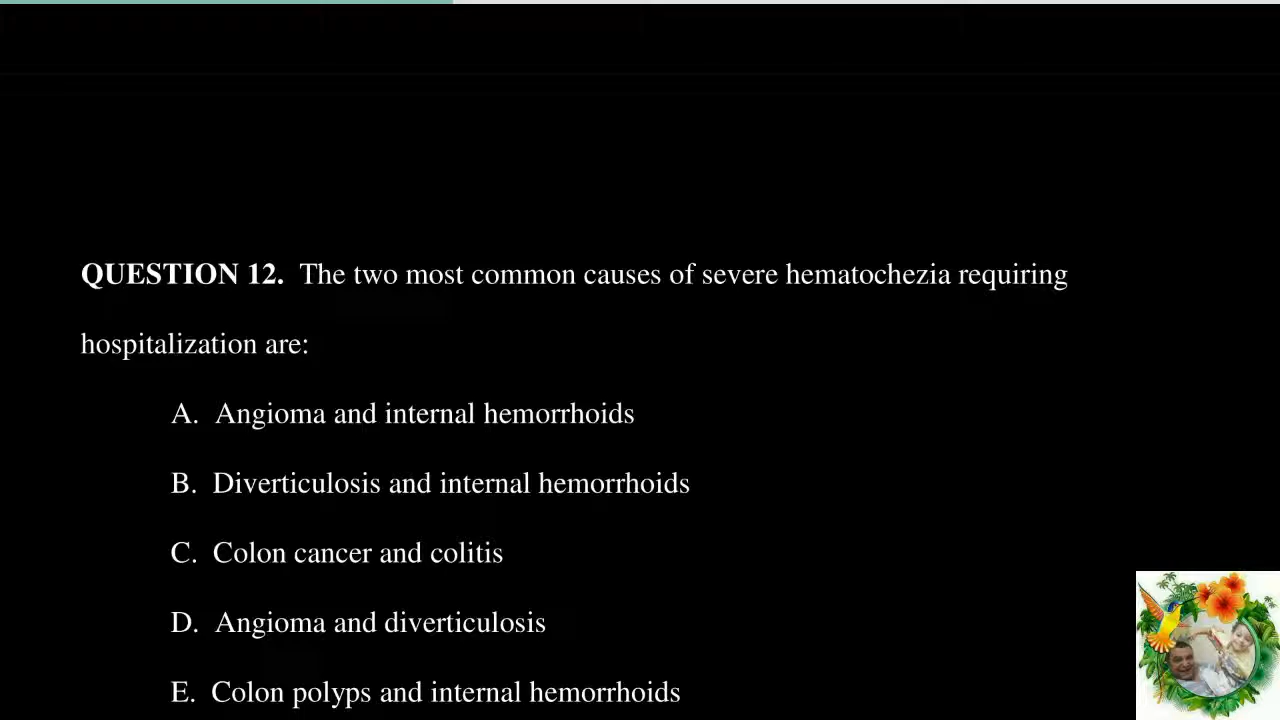 QUESTION 12. The two most common causes of severe hematochezia requiring
hospitalization are:
A. Angioma and internal hemorrhoids
B. Diverticulosis and internal hemorrhoids
C. Colon cancer and colitis
D. Angioma and diverticulosis
E. Colon polyps and internal hemorrhoids